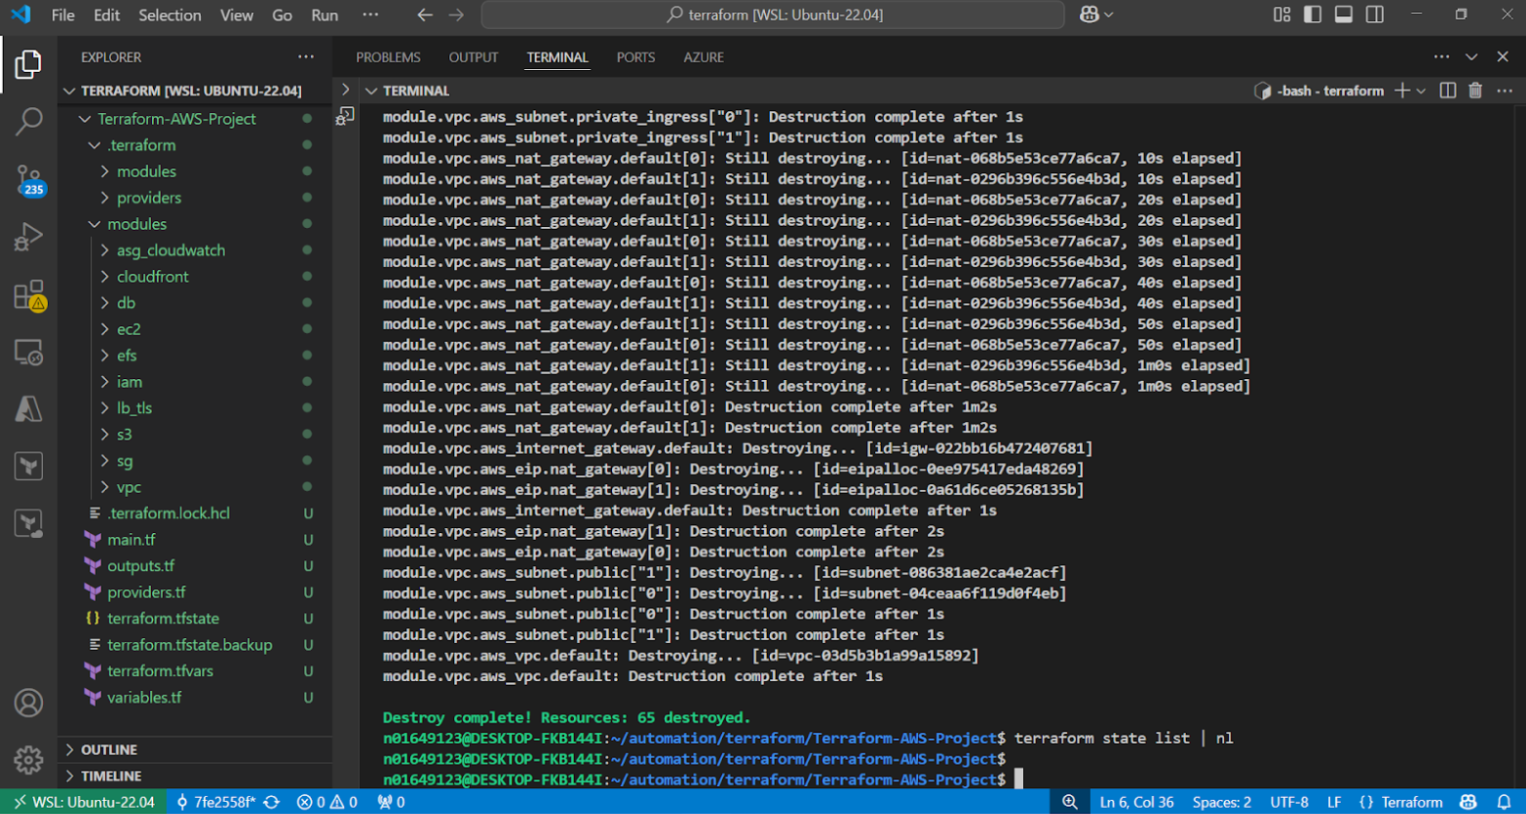 File Edit Selection View Go Run ··· terraform [WSL: Ubuntu-22.04]
EXPLORER ···
TERRAFORM [WSL: UBUNTU-22.04]
Terraform-AWS-Project
.terraform
modules
providers
modules
asg_cloudwatch
cloudfront
db
ec2
efs
iam
lb_tls
s3
sg
vpc
.terraform.lock.hcl U
main.tf U
outputs.tf U
providers.tf U
{} terraform.tfstate U
terraform.tfstate.backup U
terraform.tfvars U
variables.tf U
OUTLINE
TIMELINE
235
PROBLEMS OUTPUT TERMINAL PORTS AZURE ···
TERMINAL -bash - terraform ···
module.vpc.aws_subnet.private_ingress["0"]: Destruction complete after 1s
module.vpc.aws_subnet.private_ingress["1"]: Destruction complete after 1s
module.vpc.aws_nat_gateway.default[0]: Still destroying... [id=nat-068b5e53ce77a6ca7, 10s elapsed]
module.vpc.aws_nat_gateway.default[1]: Still destroying... [id=nat-0296b396c556e4b3d, 10s elapsed]
module.vpc.aws_nat_gateway.default[0]: Still destroying... [id=nat-068b5e53ce77a6ca7, 20s elapsed]
module.vpc.aws_nat_gateway.default[1]: Still destroying... [id=nat-0296b396c556e4b3d, 20s elapsed]
module.vpc.aws_nat_gateway.default[0]: Still destroying... [id=nat-068b5e53ce77a6ca7, 30s elapsed]
module.vpc.aws_nat_gateway.default[1]: Still destroying... [id=nat-0296b396c556e4b3d, 30s elapsed]
module.vpc.aws_nat_gateway.default[0]: Still destroying... [id=nat-068b5e53ce77a6ca7, 40s elapsed]
module.vpc.aws_nat_gateway.default[1]: Still destroying... [id=nat-0296b396c556e4b3d, 40s elapsed]
module.vpc.aws_nat_gateway.default[1]: Still destroying... [id=nat-0296b396c556e4b3d, 50s elapsed]
module.vpc.aws_nat_gateway.default[0]: Still destroying... [id=nat-068b5e53ce77a6ca7, 50s elapsed]
module.vpc.aws_nat_gateway.default[1]: Still destroying... [id=nat-0296b396c556e4b3d, 1m0s elapsed]
module.vpc.aws_nat_gateway.default[0]: Still destroying... [id=nat-068b5e53ce77a6ca7, 1m0s elapsed]
module.vpc.aws_nat_gateway.default[0]: Destruction complete after 1m2s
module.vpc.aws_nat_gateway.default[1]: Destruction complete after 1m2s
module.vpc.aws_internet_gateway.default: Destroying... [id=igw-022bb16b472407681]
module.vpc.aws_eip.nat_gateway[0]: Destroying... [id=eipalloc-0ee975417eda48269]
module.vpc.aws_eip.nat_gateway[1]: Destroying... [id=eipalloc-0a61d6ce05268135b]
module.vpc.aws_internet_gateway.default: Destruction complete after 1s
module.vpc.aws_eip.nat_gateway[1]: Destruction complete after 2s
module.vpc.aws_eip.nat_gateway[0]: Destruction complete after 2s
module.vpc.aws_subnet.public["1"]: Destroying... [id=subnet-086381ae2ca4e2acf]
module.vpc.aws_subnet.public["0"]: Destroying... [id=subnet-04ceaa6f119d0f4eb]
module.vpc.aws_subnet.public["0"]: Destruction complete after 1s
module.vpc.aws_subnet.public["1"]: Destruction complete after 1s
module.vpc.aws_vpc.default: Destroying... [id=vpc-03d5b3b1a99a15892]
module.vpc.aws_vpc.default: Destruction complete after 1s
Destroy complete! Resources: 65 destroyed.
n01649123@DESKTOP-FKB144I:~/automation/terraform/Terraform-AWS-Project$ terraform state list | nl
n01649123@DESKTOP-FKB144I:~/automation/terraform/Terraform-AWS-Project$
n01649123@DESKTOP-FKB144I:~/automation/terraform/Terraform-AWS-Project$
WSL: Ubuntu-22.04 7fe2558f* 0 0 0 Ln 6, Col 36 Spaces: 2 UTF-8 LF {} Terraform